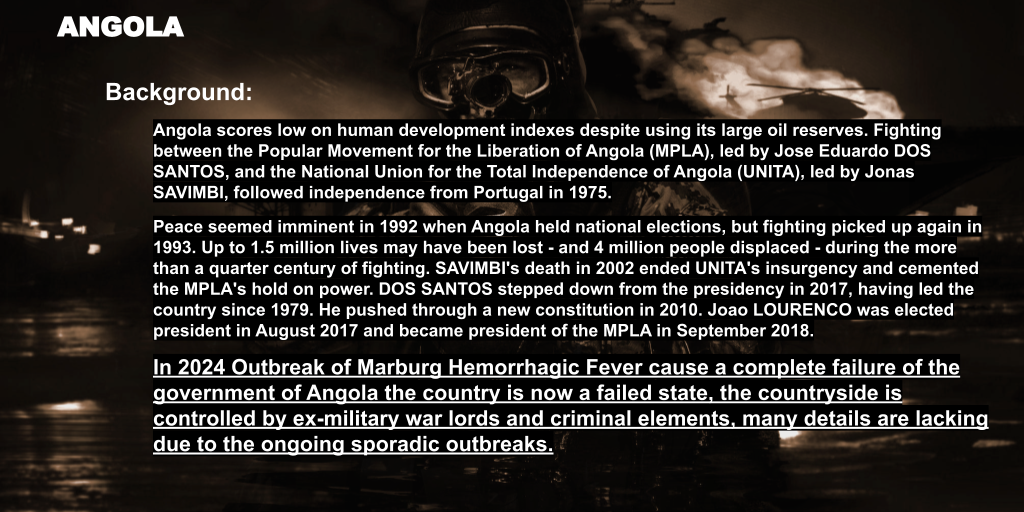 ANGOLA
Background:
Angola scores low on human development indexes despite using its large oil reserves. Fighting
between the Popular Movement for the Liberation of Angola (MPLA), led by Jose Eduardo DOS
SANTOS, and the National Union for the Total Independence of Angola (UNITA), led by Jonas
SAVIMBI, followed independence from Portugal in 1975.
Peace seemed imminent in 1992 when Angola held national elections, but fighting picked up again in
1993. Up to 1.5 million lives may have been lost - and 4 million people displaced - during the more
than a quarter century of fighting. SAVIMBI's death in 2002 ended UNITA's insurgency and cemented
the MPLA's hold on power. DOS SANTOS stepped down from the presidency in 2017, having led the
country since 1979. He pushed through a new constitution in 2010. Joao LOURENCO was elected
president in August 2017 and became president of the MPLA in September 2018.
In 2024 Outbreak of Marburg Hemorrhagic Fever cause a complete failure of the
government of Angola the country is now a failed state, the countryside is
controlled by ex-military war lords and criminal elements, many details are lacking
due to the ongoing sporadic outbreaks.